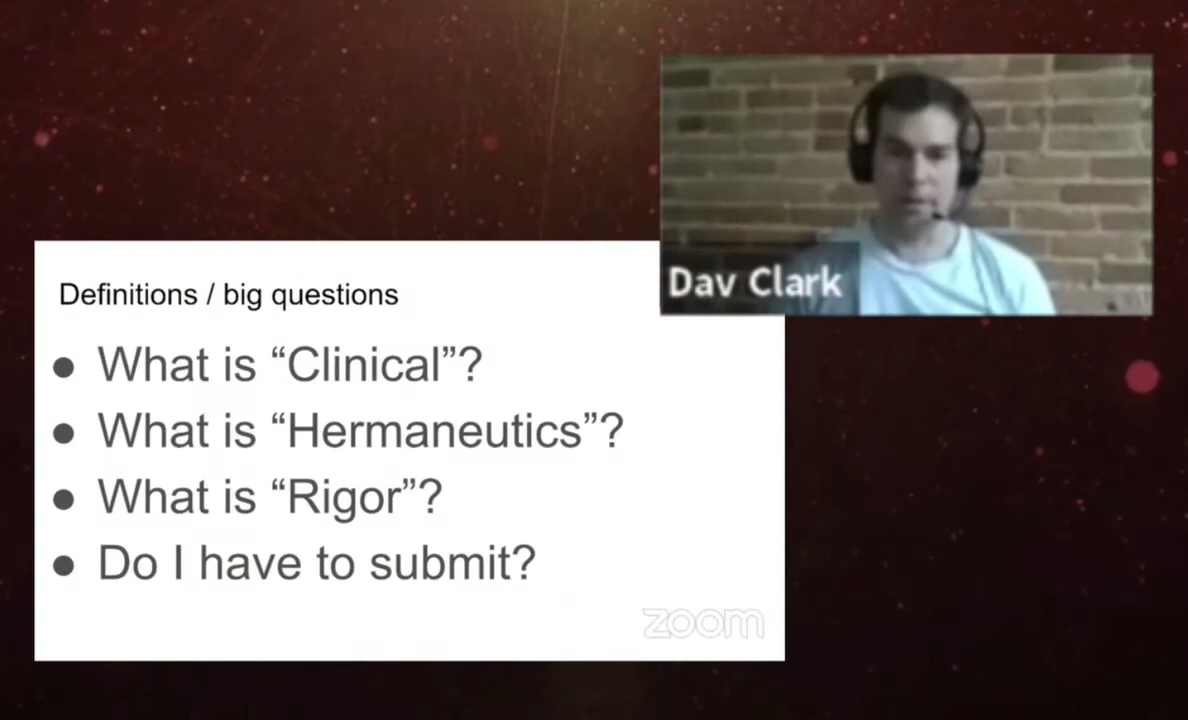 Dav Clark
Definitions / big questions
● What is “Clinical”?
● What is “Hermaneutics”?
● What is “Rigor”?
● Do I have to submit?
zoom